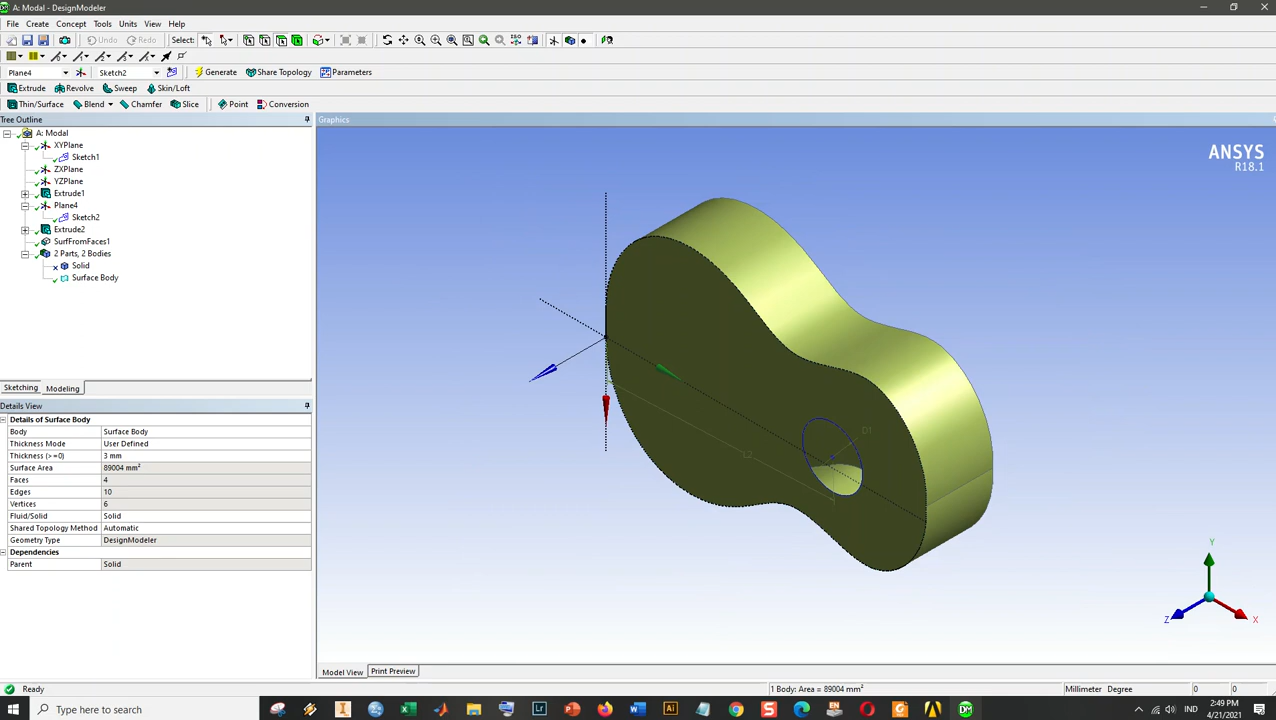 A: Modal - DesignModeler
File Create Concept Tools Units View Help
Undo Redo Select:
Plane4 Sketch2 Generate Share Topology Parameters
Extrude Revolve Sweep Skin/Loft
Thin/Surface Blend Chamfer Slice Point Conversion
Tree Outline
Graphics
A: Modal
XYPlane
Sketch1
ZXPlane
YZPlane
Extrude1
Plane4
Sketch2
Extrude2
SurfFromFaces1
2 Parts, 2 Bodies
Solid
Surface Body
Sketching Modeling
Details View
Details of Surface Body
Body Surface Body
Thickness Mode User Defined
Thickness (>=0) 3 mm
Surface Area 89004 mm²
Faces 4
Edges 10
Vertices 6
Fluid/Solid Solid
Shared Topology Method Automatic
Geometry Type DesignModeler
Dependencies
Parent Solid
ANSYS
R18.1
D1
L2
Y
Z
X
Model View Print Preview
Ready
1 Body: Area = 89004 mm²
Millimeter Degree 0 0
Type here to search
IND
2:49 PM
4/21/2021